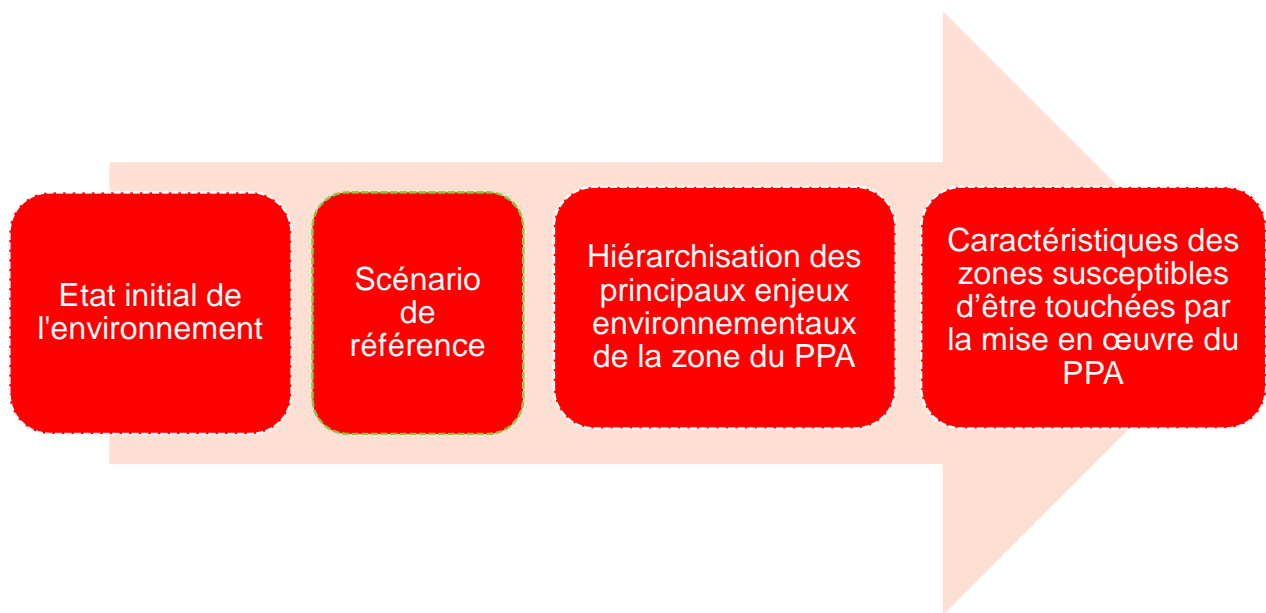 Etat initial de
l'environnement
Scénario
de
référence
Hiérarchisation des
principaux enjeux
environnementaux
de la zone du PPA
Caractéristiques des
zones susceptibles
d’être touchées par
la mise en œuvre du
PPA